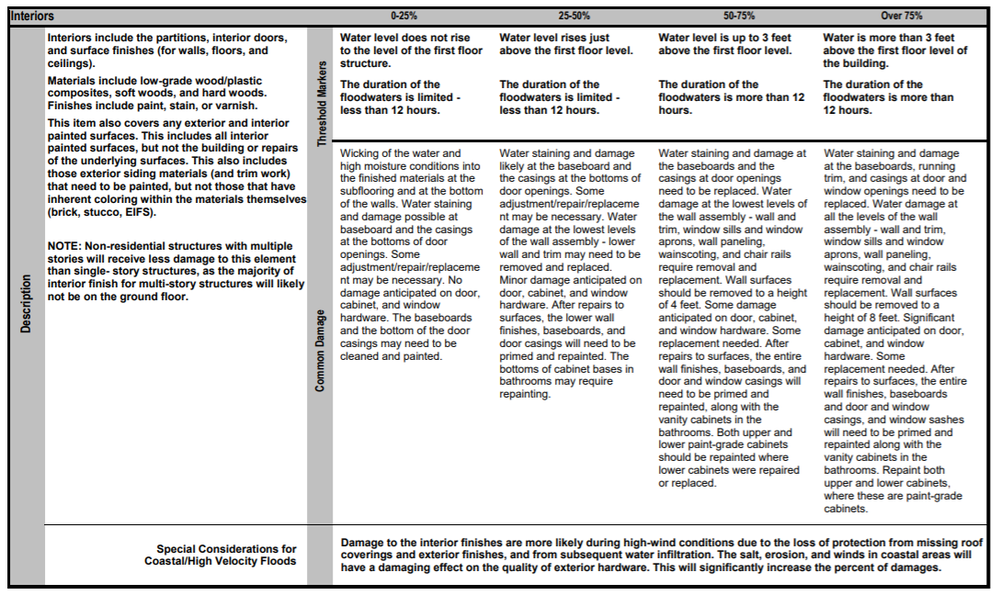 Interiors
0-25%
25-50%
50-75%
Over 75%
Description
Interiors include the partitions, interior doors,
and surface finishes (for walls, floors, and
ceilings).
Materials include low-grade wood/plastic
composites, soft woods, and hard woods.
Finishes include paint, stain, or varnish.
This item also covers any exterior and interior
painted surfaces. This includes all interior
painted surfaces, but not the building or repairs
of the underlying surfaces. This also includes
those exterior siding materials (and trim work)
that need to be painted, but not those that have
inherent coloring within the materials themselves
(brick, stucco, EIFS).
NOTE: Non-residential structures with multiple
stories will receive less damage to this element
than single- story structures, as the majority of
interior finish for multi-story structures will likely
not be on the ground floor.
Threshold Markers
Water level does not rise
to the level of the first floor
structure.
The duration of the
floodwaters is limited -
less than 12 hours.
Water level rises just
above the first floor level.
The duration of the
floodwaters is limited -
less than 12 hours.
Water level is up to 3 feet
above the first floor level.
The duration of the
floodwaters is more than 12
hours.
Water is more than 3 feet
above the first floor level of
the building.
The duration of the
floodwaters is more than
12 hours.
Common Damage
Wicking of the water and
high moisture conditions into
the finished materials at the
subflooring and at the bottom
of the walls. Water staining
and damage possible at
baseboard and the casings
at the bottoms of door
openings. Some
adjustment/repair/replaceme
nt may be necessary. No
damage anticipated on door,
cabinet, and window
hardware. The baseboards
and the bottom of the door
casings may need to be
cleaned and painted.
Water staining and damage
likely at the baseboard and
the casings at the bottoms of
door openings. Some
adjustment/repair/replaceme
nt may be necessary. Water
damage at the lowest levels
of the wall assembly - lower
wall and trim may need to be
removed and replaced.
Minor damage anticipated on
door, cabinet, and window
hardware. After repairs to
surfaces, the lower wall
finishes, baseboards, and
door casings will need to be
primed and repainted. The
bottoms of cabinet bases in
bathrooms may require
repainting.
Water staining and damage at
the baseboards and the
casings at door openings
need to be replaced. Water
damage at the lowest levels of
the wall assembly - wall and
trim, window sills and window
aprons, wall paneling,
wainscoting, and chair rails
require removal and
replacement. Wall surfaces
should be removed to a height
of 4 feet. Some damage
anticipated on door, cabinet,
and window hardware. Some
replacement needed. After
repairs to surfaces, the entire
wall finishes, baseboards, and
door and window casings will
need to be primed and
repainted, along with the
vanity cabinets in the
bathrooms. Both upper and
lower paint-grade cabinets
should be repainted where
lower cabinets were repaired
or replaced.
Water staining and damage
at the baseboards, running
trim, and casings at door and
window openings need to be
replaced. Water damage at
all the levels of the wall
assembly - wall and trim,
window sills and window
aprons, wall paneling,
wainscoting, and chair rails
require removal and
replacement. Wall surfaces
should be removed to a
height of 8 feet. Significant
damage anticipated on door,
cabinet, and window
hardware. Some
replacement needed. After
repairs to surfaces, the entire
wall finishes, baseboards
and door and window
casings, and window sashes
will need to be primed and
repainted along with the
vanity cabinets in the
bathrooms. Repaint both
upper and lower cabinets,
where these are paint-grade
cabinets.
Special Considerations for
Coastal/High Velocity Floods
Damage to the interior finishes are more likely during high-wind conditions due to the loss of protection from missing roof
coverings and exterior finishes, and from subsequent water infiltration. The salt, erosion, and winds in coastal areas will
have a damaging effect on the quality of exterior hardware. This will significantly increase the percent of damages.